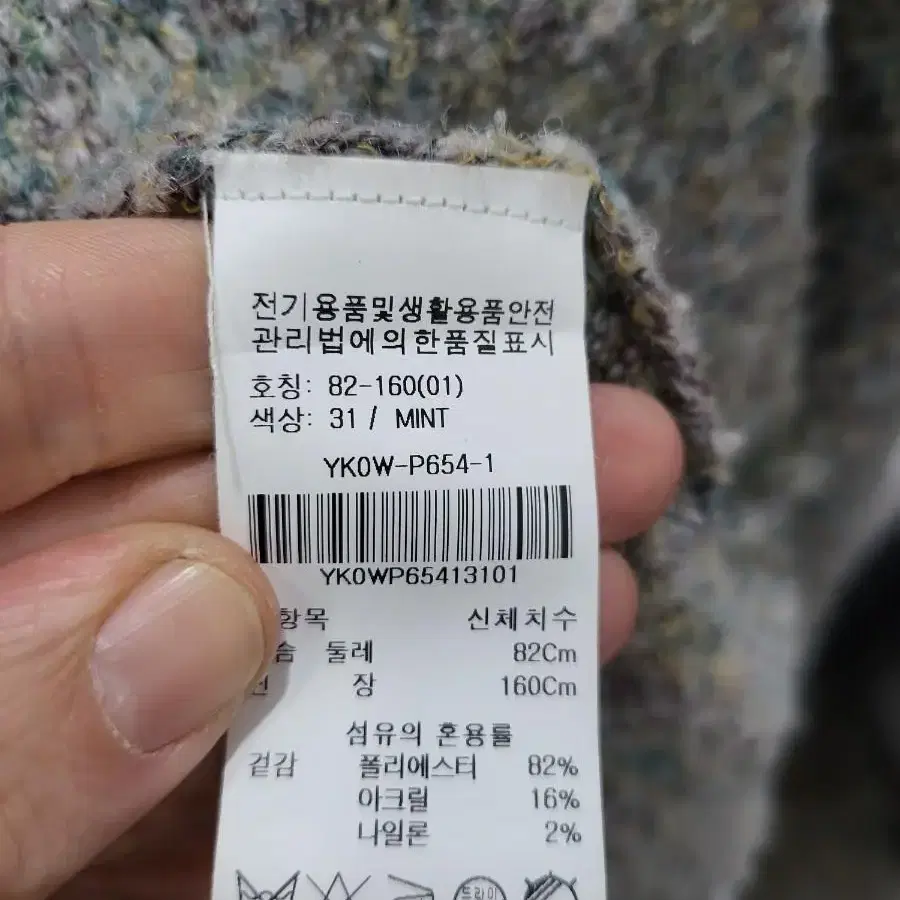 전기용품및생활용품안전
관리법에의한품질표시
호칭: 82-160(01)
색상: 31 / MINT
YK0W-P654-1
YK0WP65413101
항목 신체치수
둘레 82Cm
장 160Cm
섬유의 혼용률
겉감 폴리에스터 82%
아크릴 16%
나일론 2%
드라이